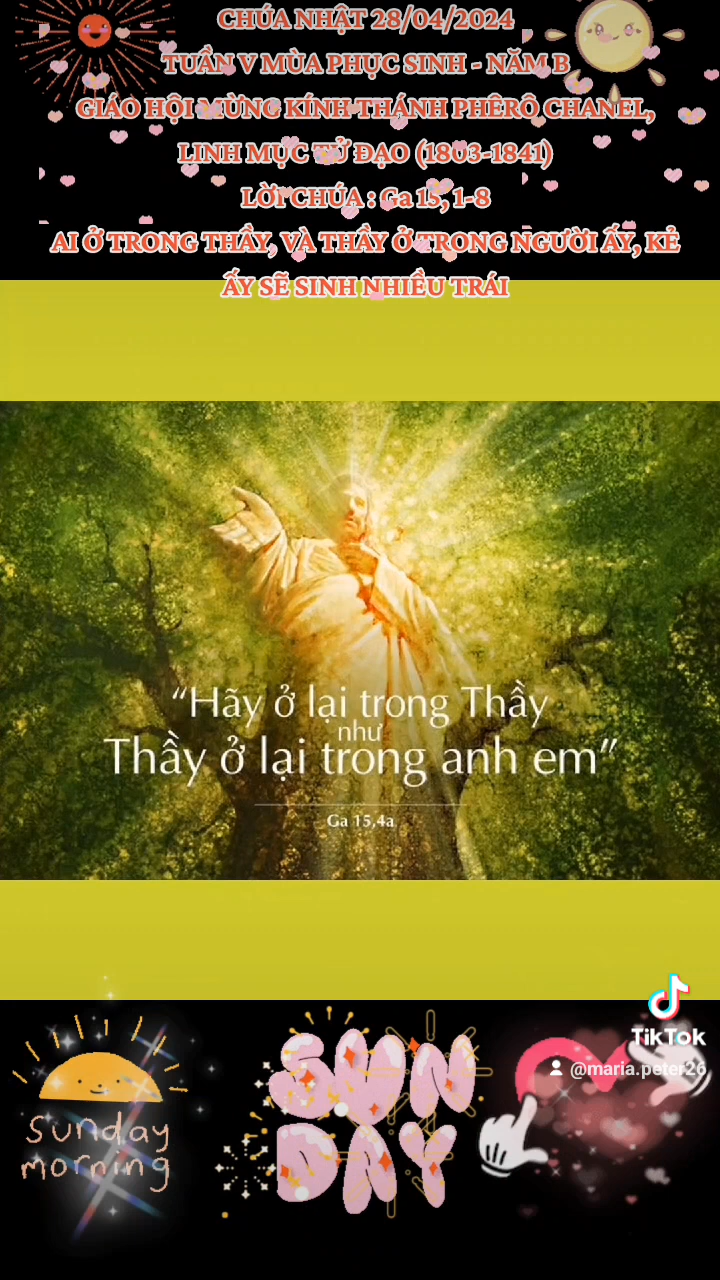 CHÚA NHẬT 28/04/2024
TUẦN V MÙA PHỤC SINH - NĂM B
GIÁO HỘI MỪNG KÍNH THÁNH PHÊRÔ CHANEL,
LINH MỤC TỬ ĐẠO (1803-1841)
LỜI CHÚA : Ga 15, 1-8
AI Ở TRONG THẦY, VÀ THẦY Ở TRONG NGƯỜI ẤY, KẺ
ẤY SẼ SINH NHIỀU TRÁI
“Hãy ở lại trong Thầy
như
Thầy ở lại trong anh em”
Ga 15,4a
TikTok
@maria.peter26
sunday
morning
SUN
DAY